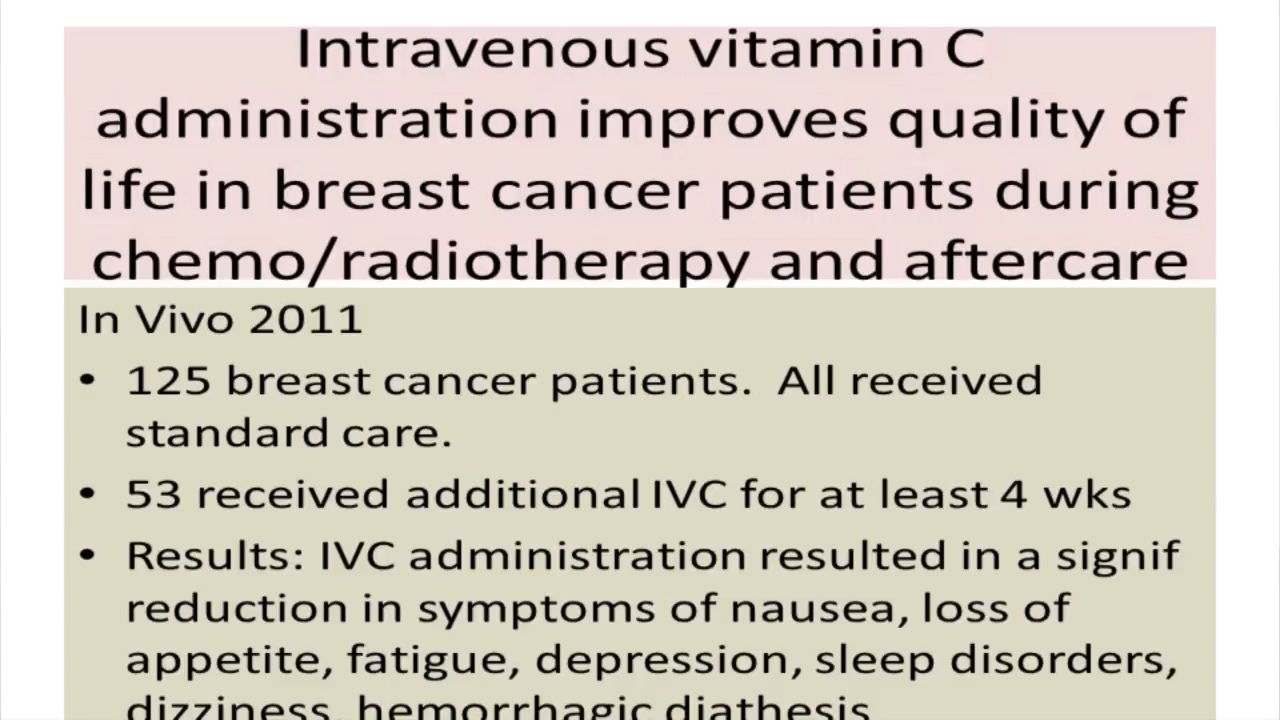 Intravenous vitamin C
administration improves quality of
life in breast cancer patients during
chemo/radiotherapy and aftercare
In Vivo 2011
• 125 breast cancer patients.  All received
standard care.
• 53 received additional IVC for at least 4 wks
• Results: IVC administration resulted in a signif
reduction in symptoms of nausea, loss of
appetite, fatigue, depression, sleep disorders,
dizziness, hemorrhagic diathesis